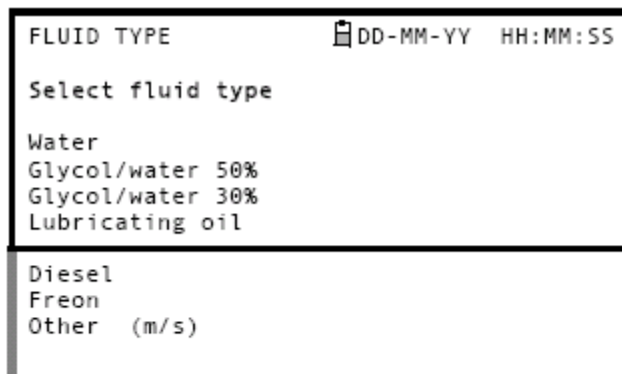 FLUID TYPE DD-MM-YY HH:MM:SS
Select fluid type
Water
Glycol/water 50%
Glycol/water 30%
Lubricating oil
Diesel
Freon
Other (m/s)